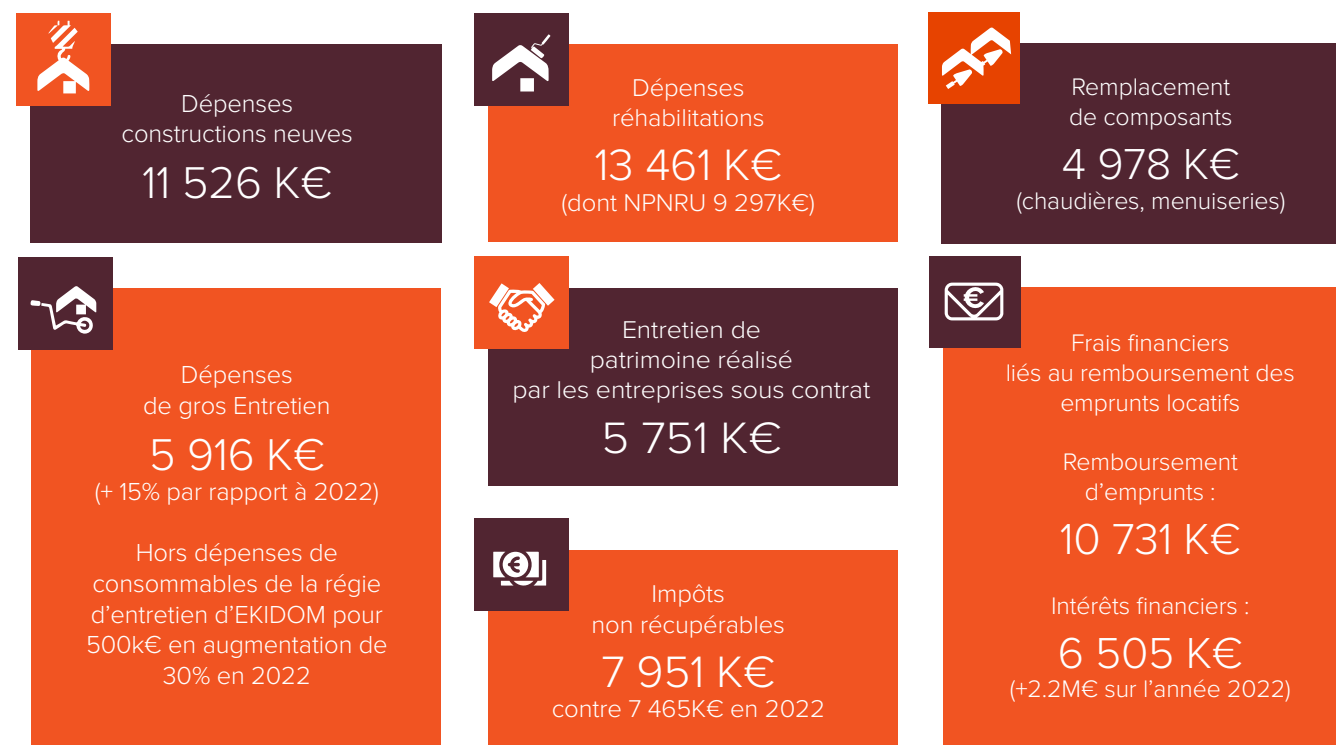 Dépenses
constructions neuves
11 526 K€
Dépenses
réhabilitations
13 461 K€
(dont NPNRU 9 297K€)
Remplacement
de composants
4 978 K€
(chaudières, menuiseries)
Dépenses
de gros Entretien
5 916 K€
(+ 15% par rapport à 2022)
Hors dépenses de
consommables de la régie
d'entretien d'EKIDOM pour
500k€ en augmentation de
30% en 2022
Entretien de
patrimoine réalisé
par les entreprises sous contrat
5 751 K€
Impôts
non récupérables
7 951 K€
contre 7 465K€ en 2022
Frais financiers
liés au remboursement des
emprunts locatifs
Remboursement
d'emprunts :
10 731 K€
Intérêts financiers :
6 505 K€
(+2.2M€ sur l'année 2022)